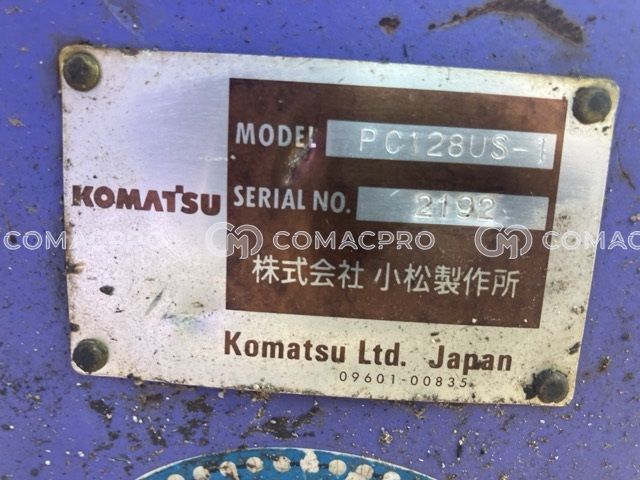 MODEL PC128US-1
KOMATSU SERIAL NO. 2192
COMACPRO COMACPRO COMACPRO
株式会社 小松製作所
Komatsu Ltd. Japan
09601-00835